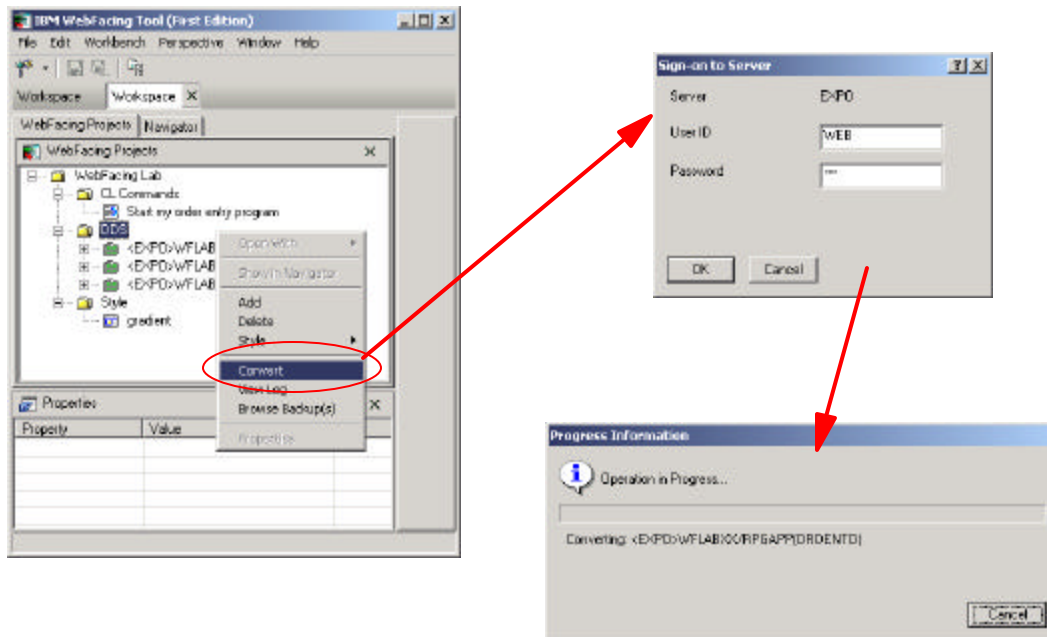 IBM WebFacing Tool (First Edition)
File Edit Workbench Perspective Window Help
Workspace Workspace
WebFacing Projects Navigator
WebFacing Projects
WebFacing Lab
CL Commands
Start my order entry program
DDS
<EXPO>WFLAB
<EXPO>WFLAB
<EXPO>WFLAB
Style
gradient
Open With
Show in Navigator
Add
Delete
Style
Convert
View Log
Browse Backup(s)
Properties
Properties
Property Value
Sign-on to Server
Server EXPO
User ID WEB
Password ***
OK Cancel
Progress Information
Operation in Progress...
Converting: <EXPO>WFLABXX/RPGAPP(ORDENTD)
Cancel